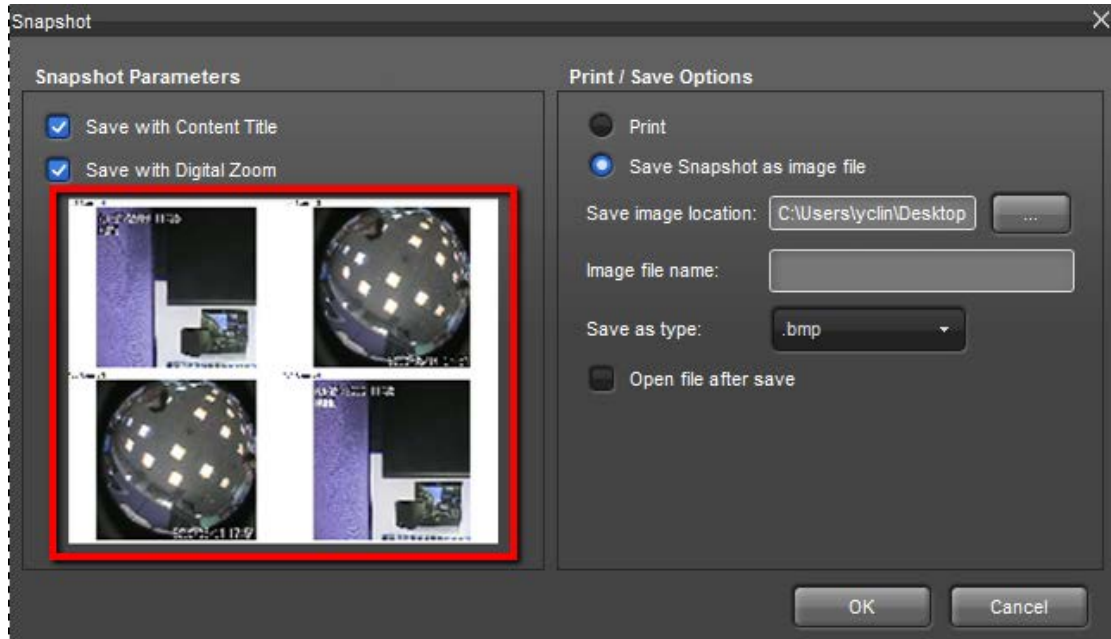 Snapshot
Snapshot Parameters
Save with Content Title
Save with Digital Zoom
Print / Save Options
Print
Save Snapshot as image file
Save image location: C:\Users\yclin\Desktop ...
Image file name:
Save as type: .bmp
Open file after save
OK Cancel